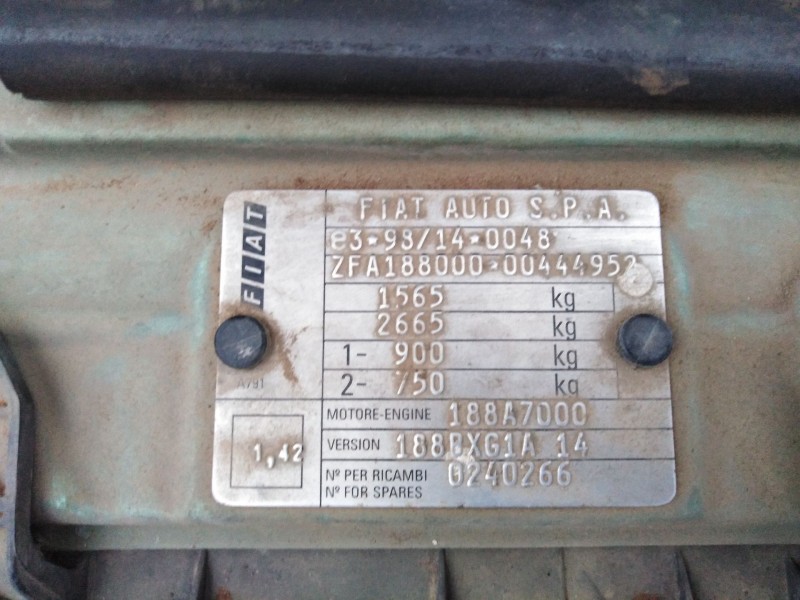 FIAT
FIAT AUTO S.P.A.
e3*98/14*0048*
ZFA188000*00444952
1565 kg
2665 kg
1- 900 kg
2- 750 kg
A791
MOTORE-ENGINE 188A7000
1,42
VERSION 188BXG1A 14
Nº PER RICAMBI 0240266
Nº FOR SPARES